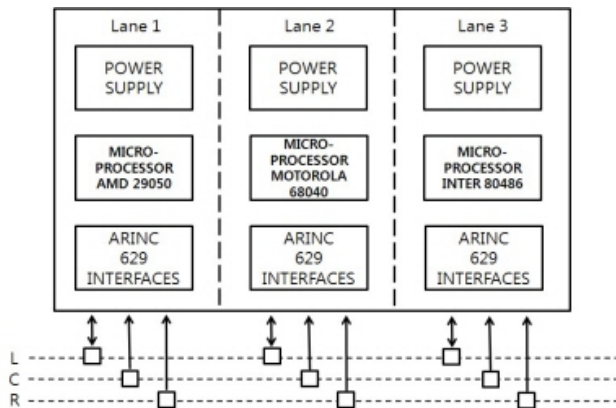 Lane 1
Lane 2
Lane 3
POWER
SUPPLY
POWER
SUPPLY
POWER
SUPPLY
MICRO-
PROCESSOR
AMD 29050
MICRO-
PROCESSOR
MOTOROLA
68040
MICRO-
PROCESSOR
INTER 80486
ARINC
629
INTERFACES
ARINC
629
INTERFACES
ARINC
629
INTERFACES
L
C
R